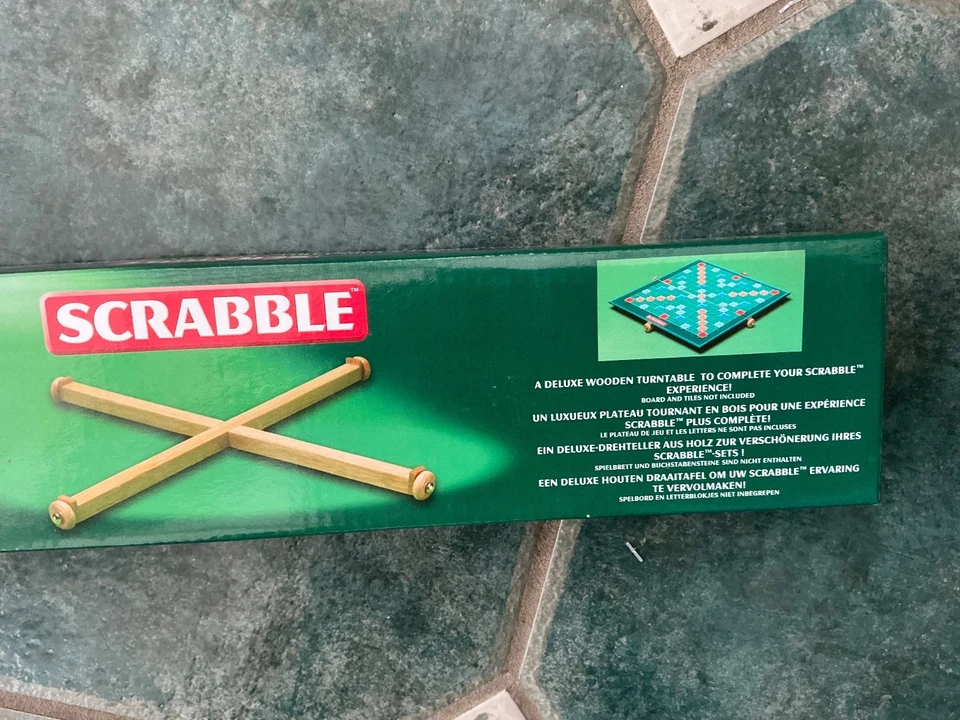 SCRABBLE™
A DELUXE WOODEN TURNTABLE TO COMPLETE YOUR SCRABBLE™
EXPERIENCE!
BOARD AND TILES NOT INCLUDED
UN LUXUEUX PLATEAU TOURNANT EN BOIS POUR UNE EXPÉRIENCE
SCRABBLE™ PLUS COMPLÈTE!
LE PLATEAU DE JEU ET LES LETTERS NE SONT PAS INCLUSES
EIN DELUXE-DREHTELLER AUS HOLZ ZUR VERSCHÖNERUNG IHRES
SCRABBLE™-SETS !
SPIELBRETT UND BUCHSTABENSTEINE SIND NICHT ENTHALTEN
EEN DELUXE HOUTEN DRAAITAFEL OM UW SCRABBLE™ ERVARING
TE VERVOLMAKEN!
SPELBORD EN LETTERBLOKJES NIET INBEGREPEN